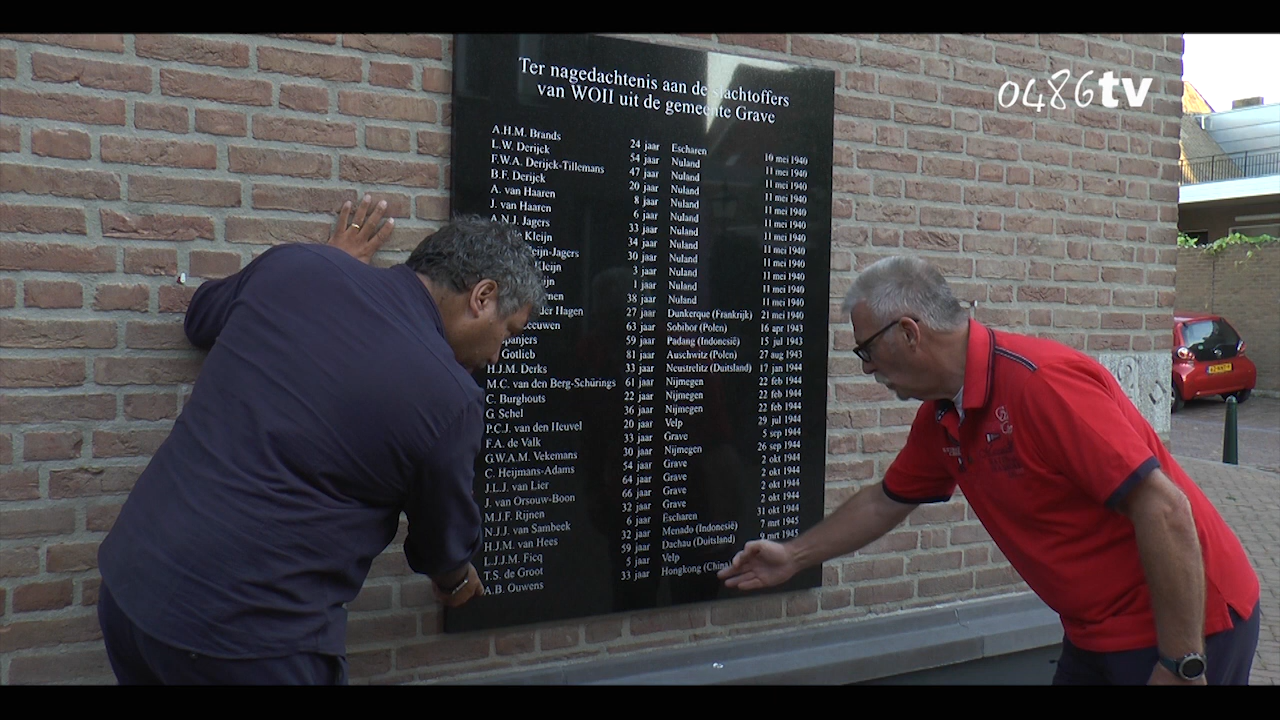 0486tv
Ter nagedachtenis aan de slachtoffers
van WOII uit de gemeente Grave
A.H.M. Brands 24 jaar Escharen 10 mei 1940
L.W. Derijck 54 jaar Nuland 11 mei 1940
F.W.A. Derijck-Tillemans 47 jaar Nuland 11 mei 1940
B.F. Derijck 20 jaar Nuland 11 mei 1940
A. van Haaren 8 jaar Nuland 11 mei 1940
J. van Haaren 6 jaar Nuland 11 mei 1940
A.N.J. Jagers 33 jaar Nuland 11 mei 1940
Kleijn 34 jaar Nuland 11 mei 1940
eijn-Jagers 30 jaar Nuland 11 mei 1940
Kleijn 3 jaar Nuland 11 mei 1940
1 jaar Nuland 11 mei 1940
38 jaar Nuland 11 mei 1940
der Hagen 27 jaar Dunkerque (Frankrijk) 21 mei 1940
eeuwen 63 jaar Sobibor (Polen) 16 apr 1943
panjers 59 jaar Padang (Indonesië) 15 jul 1943
Gotlieb 81 jaar Auschwitz (Polen) 27 aug 1943
H.J.M. Derks 33 jaar Neustrelitz (Duitsland) 17 jan 1944
M.C. van den Berg-Schürings 61 jaar Nijmegen 22 feb 1944
C. Burghouts 22 jaar Nijmegen 22 feb 1944
G. Schel 36 jaar Nijmegen 22 feb 1944
P.C.J. van den Heuvel 20 jaar Velp 29 jul 1944
F.A. de Valk 33 jaar Grave 5 sep 1944
G.W.A.M. Vekemans 30 jaar Nijmegen 26 sep 1944
C. Heijmans-Adams 54 jaar Grave 2 okt 1944
J.L.J. van Lier 64 jaar Grave 2 okt 1944
J. van Orsouw-Boon 66 jaar Grave 2 okt 1944
M.J.F. Rijnen 32 jaar Grave 2 okt 1944
N.J.J. van Sambeek 6 jaar Escharen 31 okt 1944
H.J.M. van Hees 32 jaar Menado (Indonesië) 7 mrt 1945
L.J.J.M. Ficq 59 jaar Dachau (Duitsland) 9 mrt 1945
T.S. de Groot 5 jaar Velp
A.B. Ouwens 33 jaar Hongkong (China)